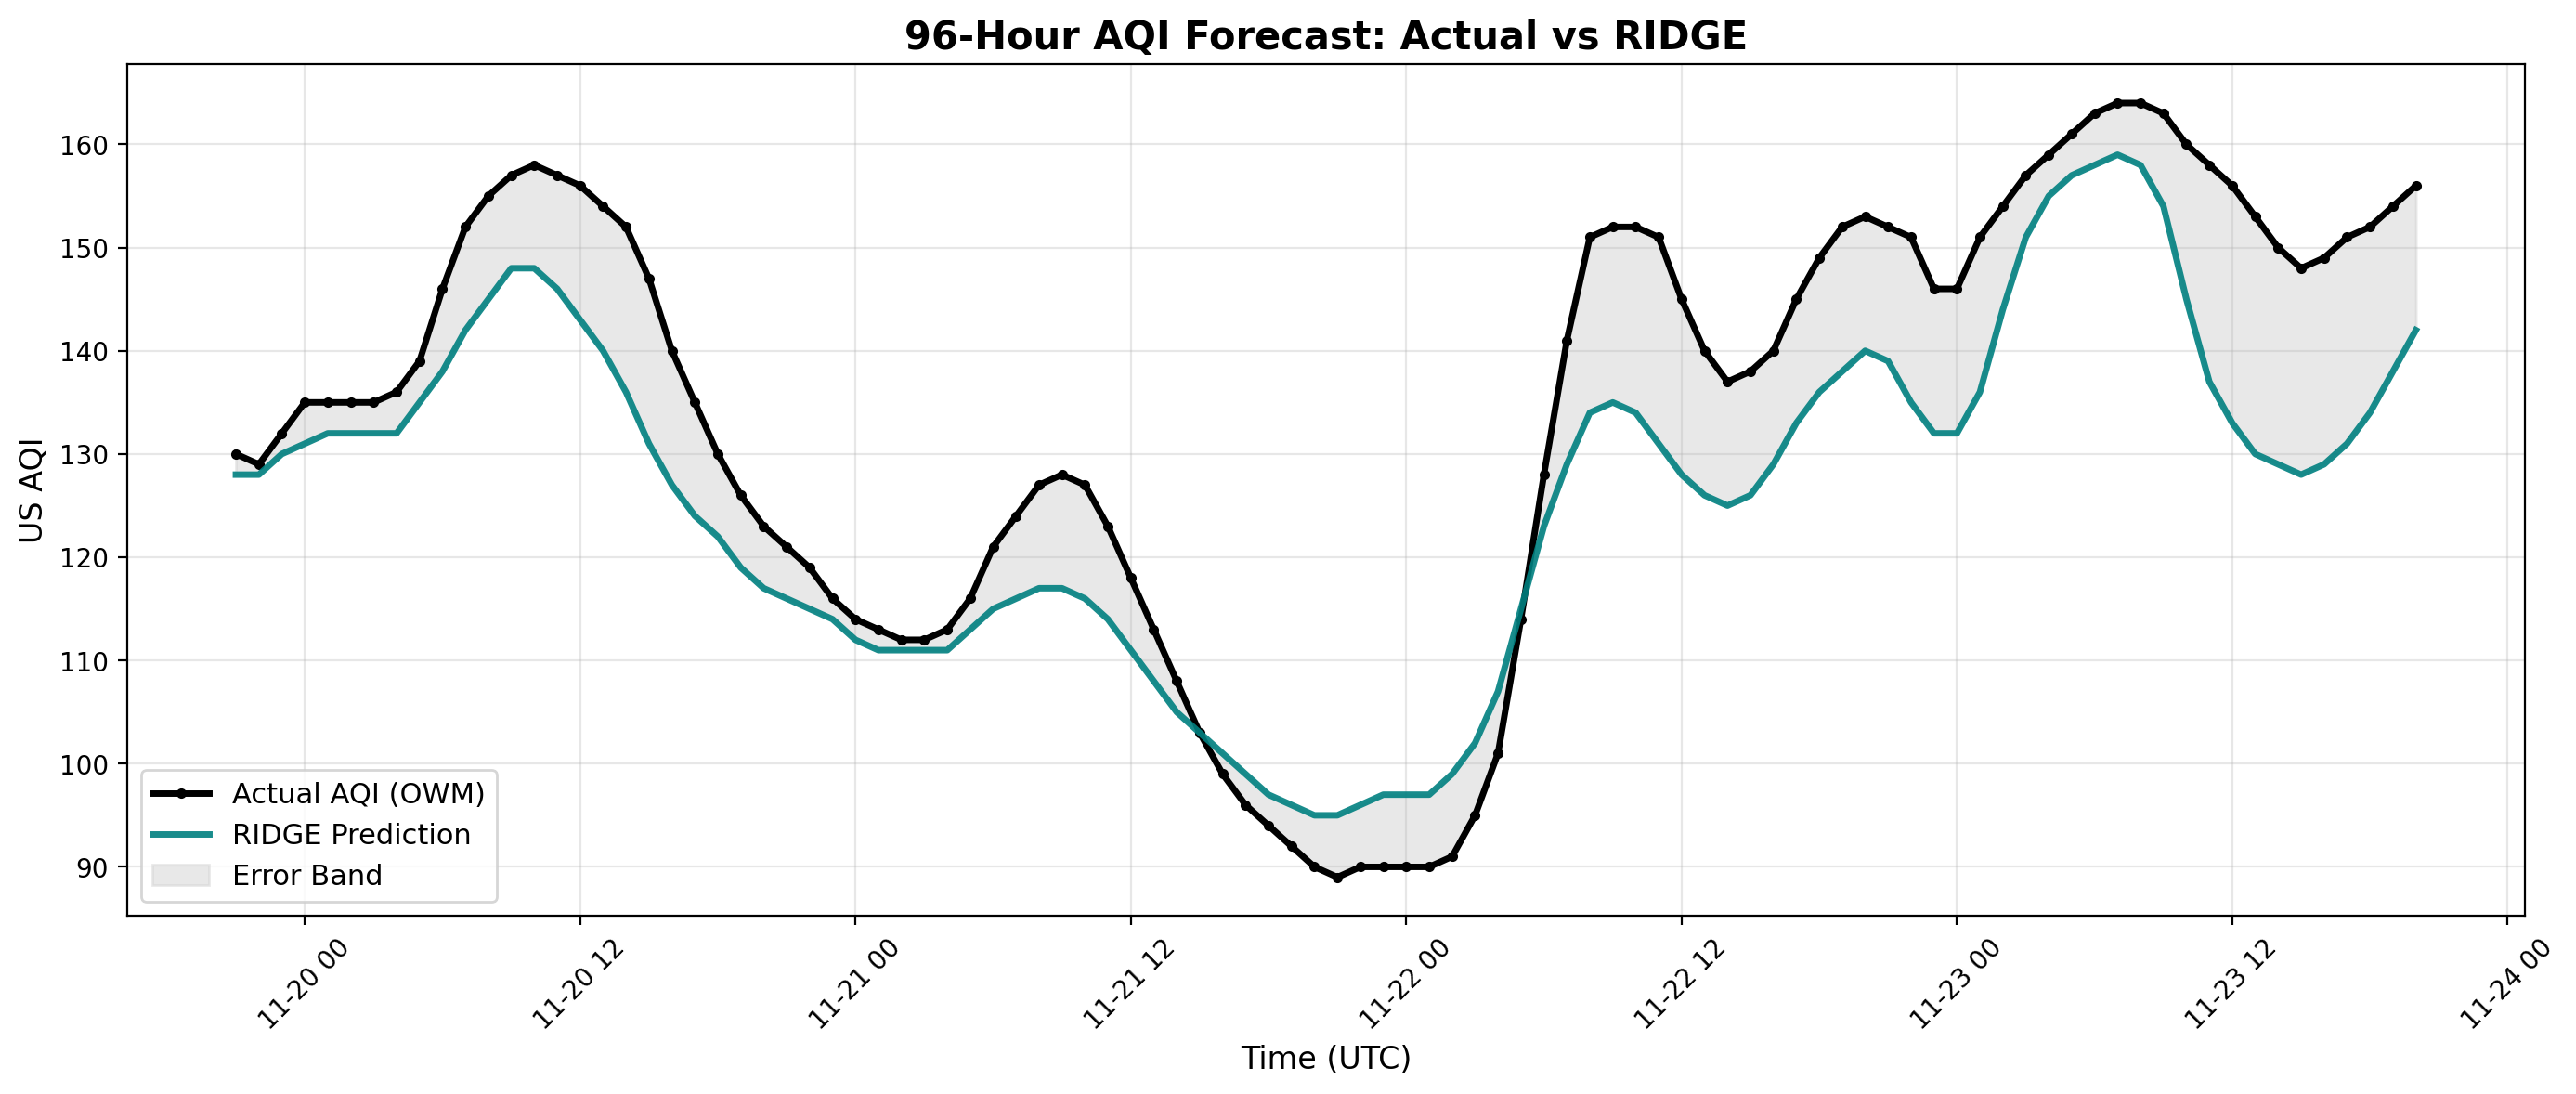 96-Hour AQI Forecast: Actual vs RIDGE
US AQI
160
150
140
130
120
110
100
90
Actual AQI (OWM)
RIDGE Prediction
Error Band
11-20 00
11-20 12
11-21 00
11-21 12
11-22 00
11-22 12
11-23 00
11-23 12
11-24 00
Time (UTC)